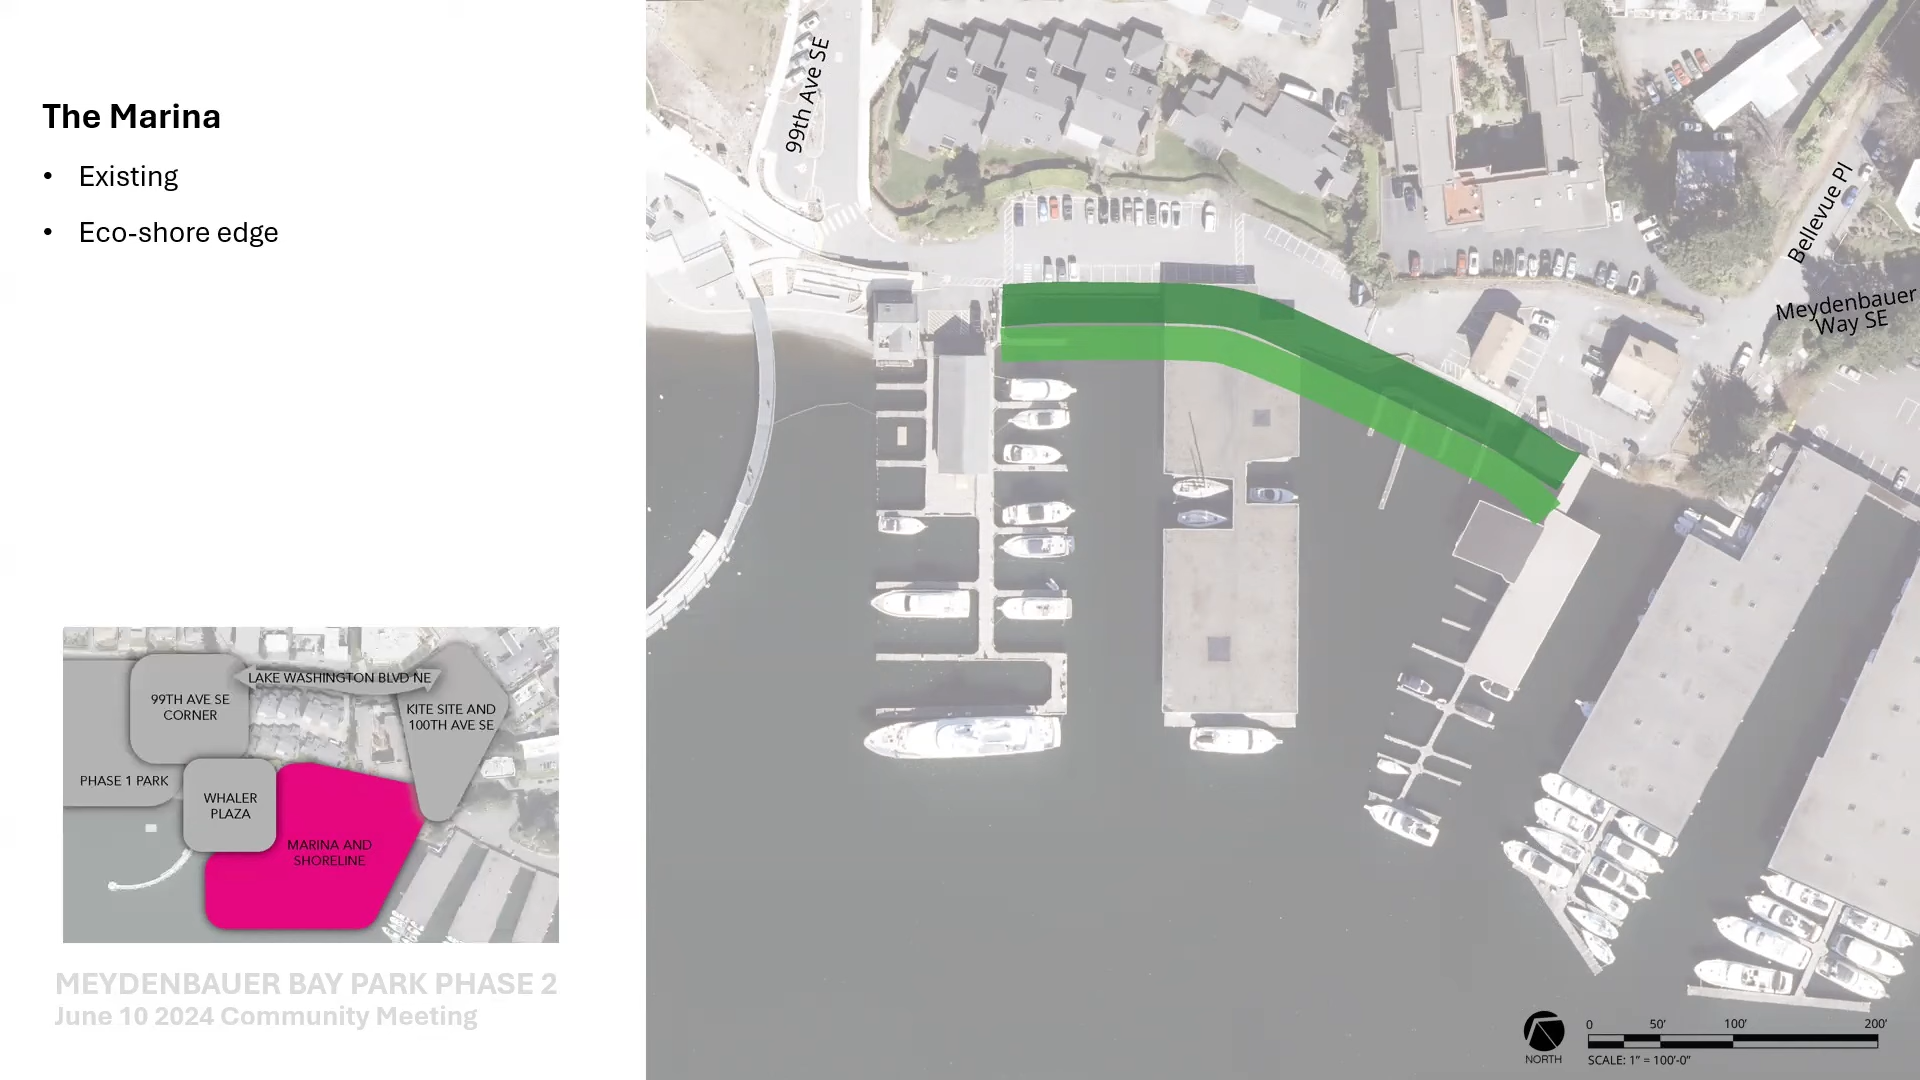 The Marina
• Existing
• Eco-shore edge
LAKE WASHINGTON BLVD NE
99TH AVE SE
CORNER
KITE SITE AND
100TH AVE SE
PHASE 1 PARK
WHALER
PLAZA
MARINA AND
SHORELINE
MEYDENBAUER BAY PARK PHASE 2
June 10 2024 Community Meeting
99th Ave SE
Bellevue Pl
Meydenbauer
Way SE
NORTH
0 50' 100' 200'
SCALE: 1" = 100'-0"